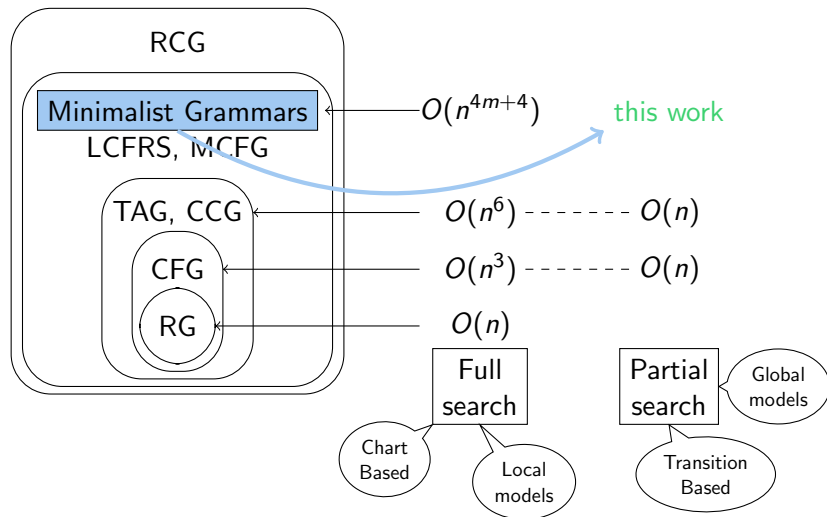 RCG
Minimalist Grammars
O(n^{4m+4})
this work
LCFRS, MCFG
TAG, CCG
O(n^6)
O(n)
CFG
O(n^3)
O(n)
RG
O(n)
Full
search
Partial
search
Global
models
Chart
Based
Local
models
Transition
Based